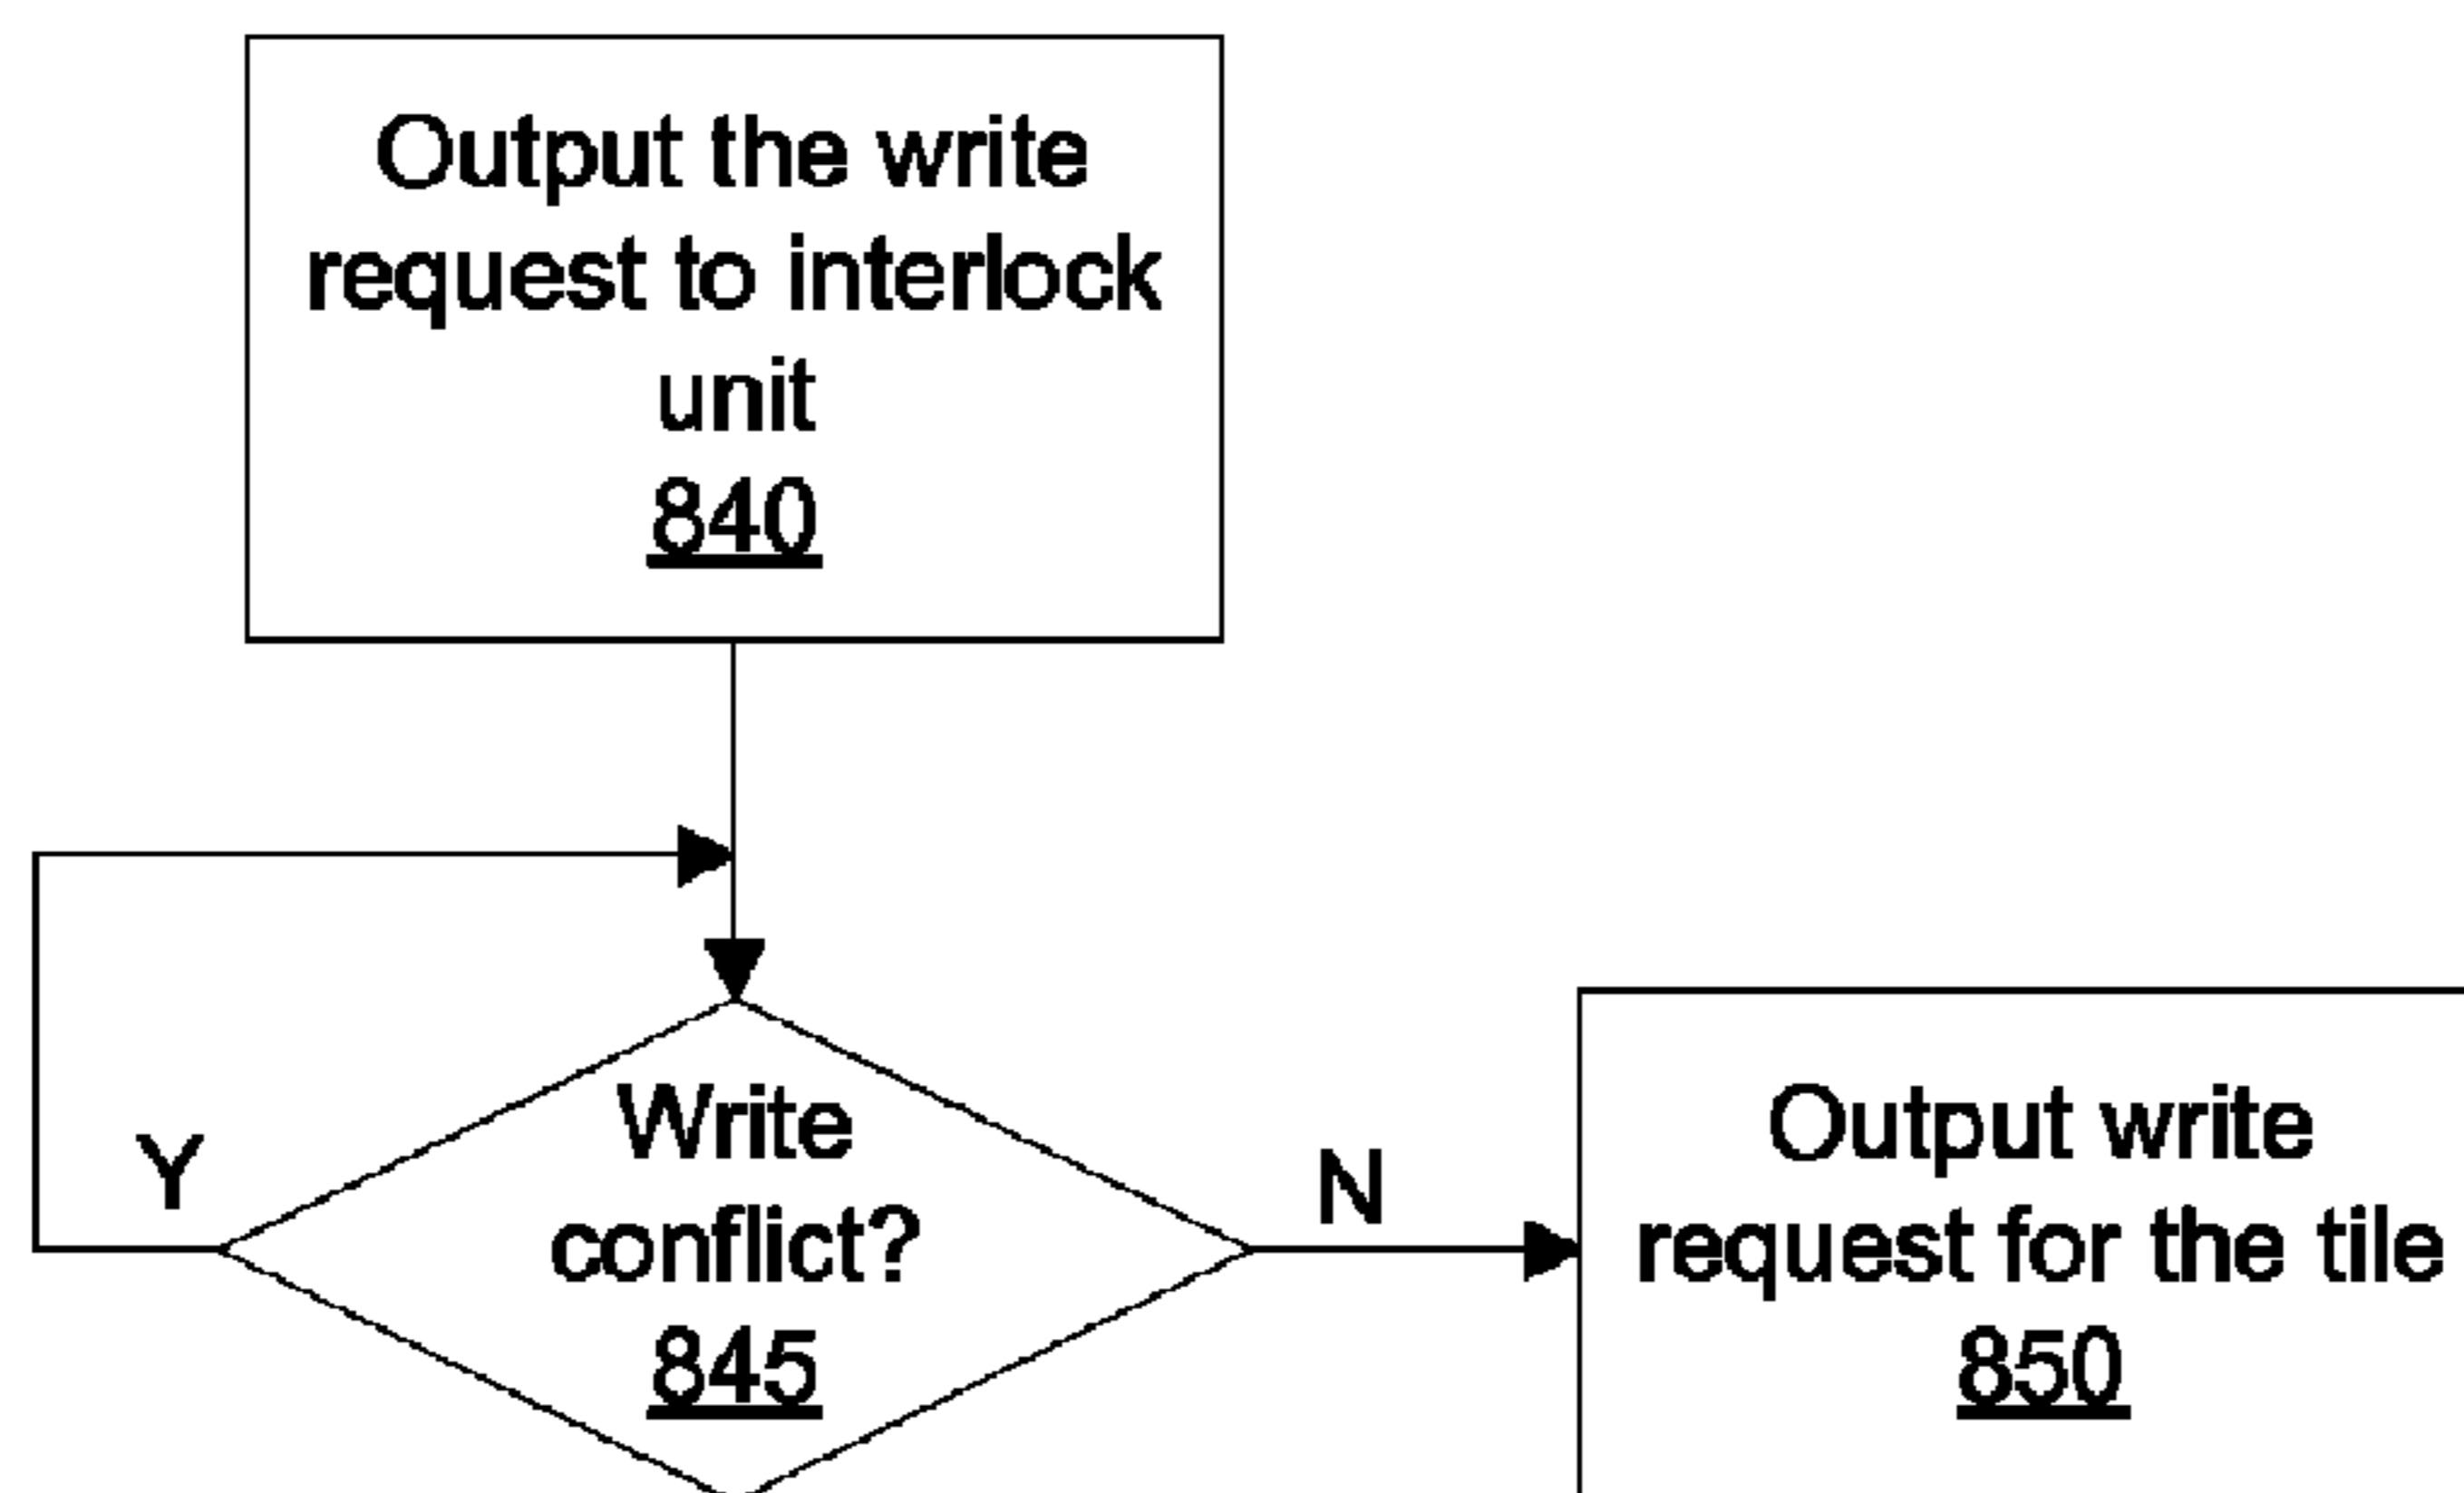 Output the write
request to interlock
unit
840
Y
Write
conflict?
845
N
Output write
request for the tile
850